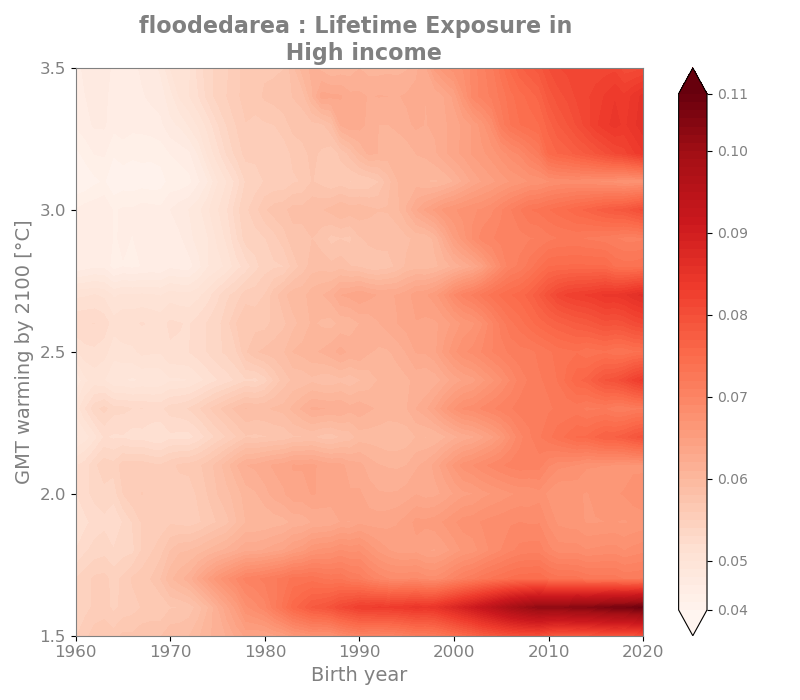 floodedarea : Lifetime Exposure in
High income
3.5
3.0
2.5
2.0
1.5
GMT warming by 2100 [°C]
1960 1970 1980 1990 2000 2010 2020
Birth year
0.11
0.10
0.09
0.08
0.07
0.06
0.05
0.04